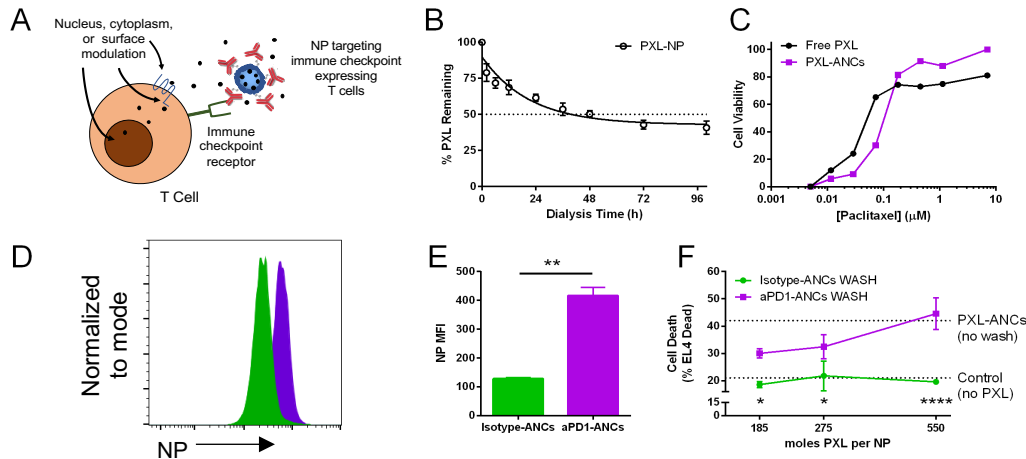 A
Nucleus, cytoplasm,
or surface
modulation
NP targeting
immune checkpoint
expressing
T cells
Immune
checkpoint
receptor
T Cell
B
100
75
50
25
0
% PXL Remaining
PXL-NP
0
24
48
72
96
Dialysis Time (h)
C
100
80
60
40
20
0
Cell Viability
Free PXL
PXL-ANCs
0.001
0.01
0.1
1
10
[Paclitaxel] (μM)
D
Normalized
to mode
NP
E
500
400
300
200
100
0
NP MFI
**
Isotype-ANCs
aPD1-ANCs
F
60
50
40
30
20
15
0
Cell Death
(% EL4 Dead)
Isotype-ANCs WASH
aPD1-ANCs WASH
PXL-ANCs
(no wash)
Control
(no PXL)
*
*
****
185
275
550
moles PXL per NP